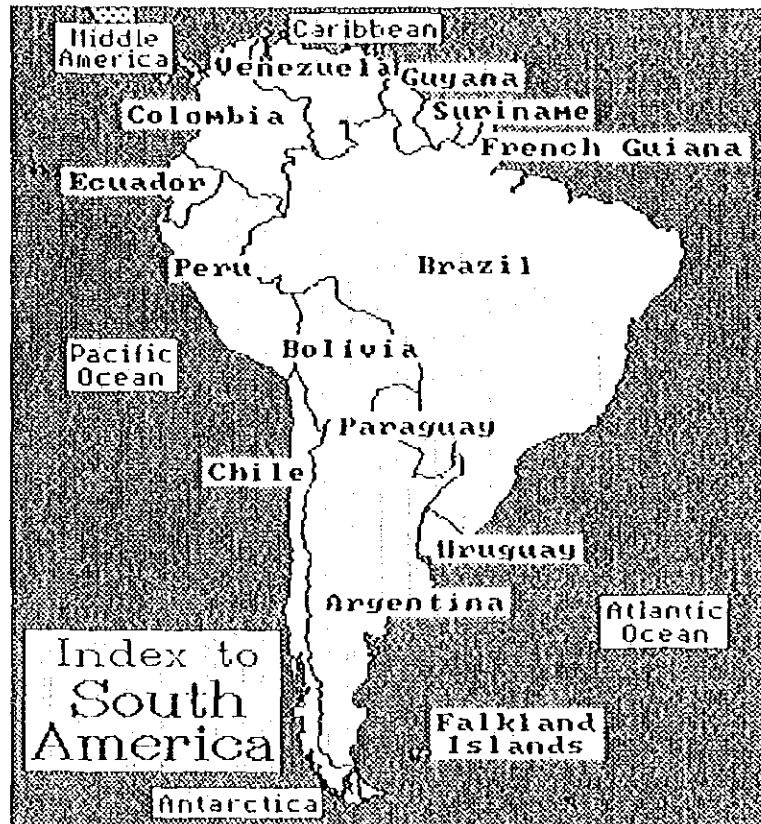 Middle
America
Caribbean
Venezuela
Guyana
Colombia
Suriname
French Guiana
Ecuador
Peru
Brazil
Pacific
Ocean
Bolivia
Paraguay
Chile
Uruguay
Argentina
Atlantic
Ocean
Index to
South
America
Falkland
Islands
Antarctica